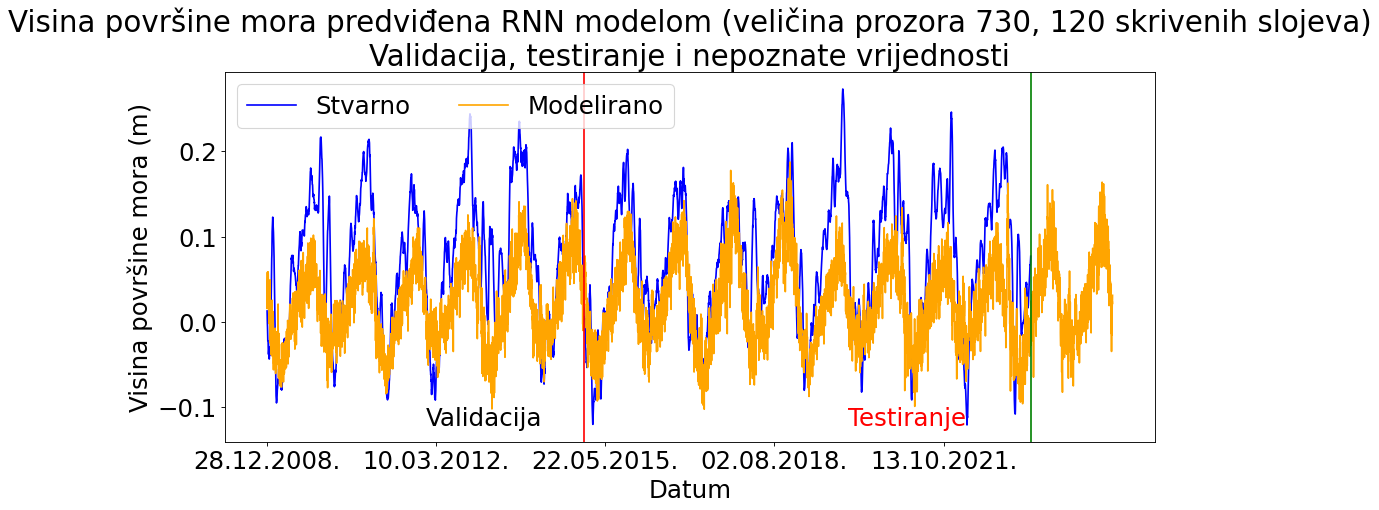 Visina površine mora predviđena RNN modelom (veličina prozora 730, 120 skrivenih slojeva)
Validacija, testiranje i nepoznate vrijednosti
Stvarno
Modelirano
Visina površine mora (m)
0.2
0.1
0.0
−0.1
Validacija
Testiranje
28.12.2008.
10.03.2012.
22.05.2015.
02.08.2018.
13.10.2021.
Datum